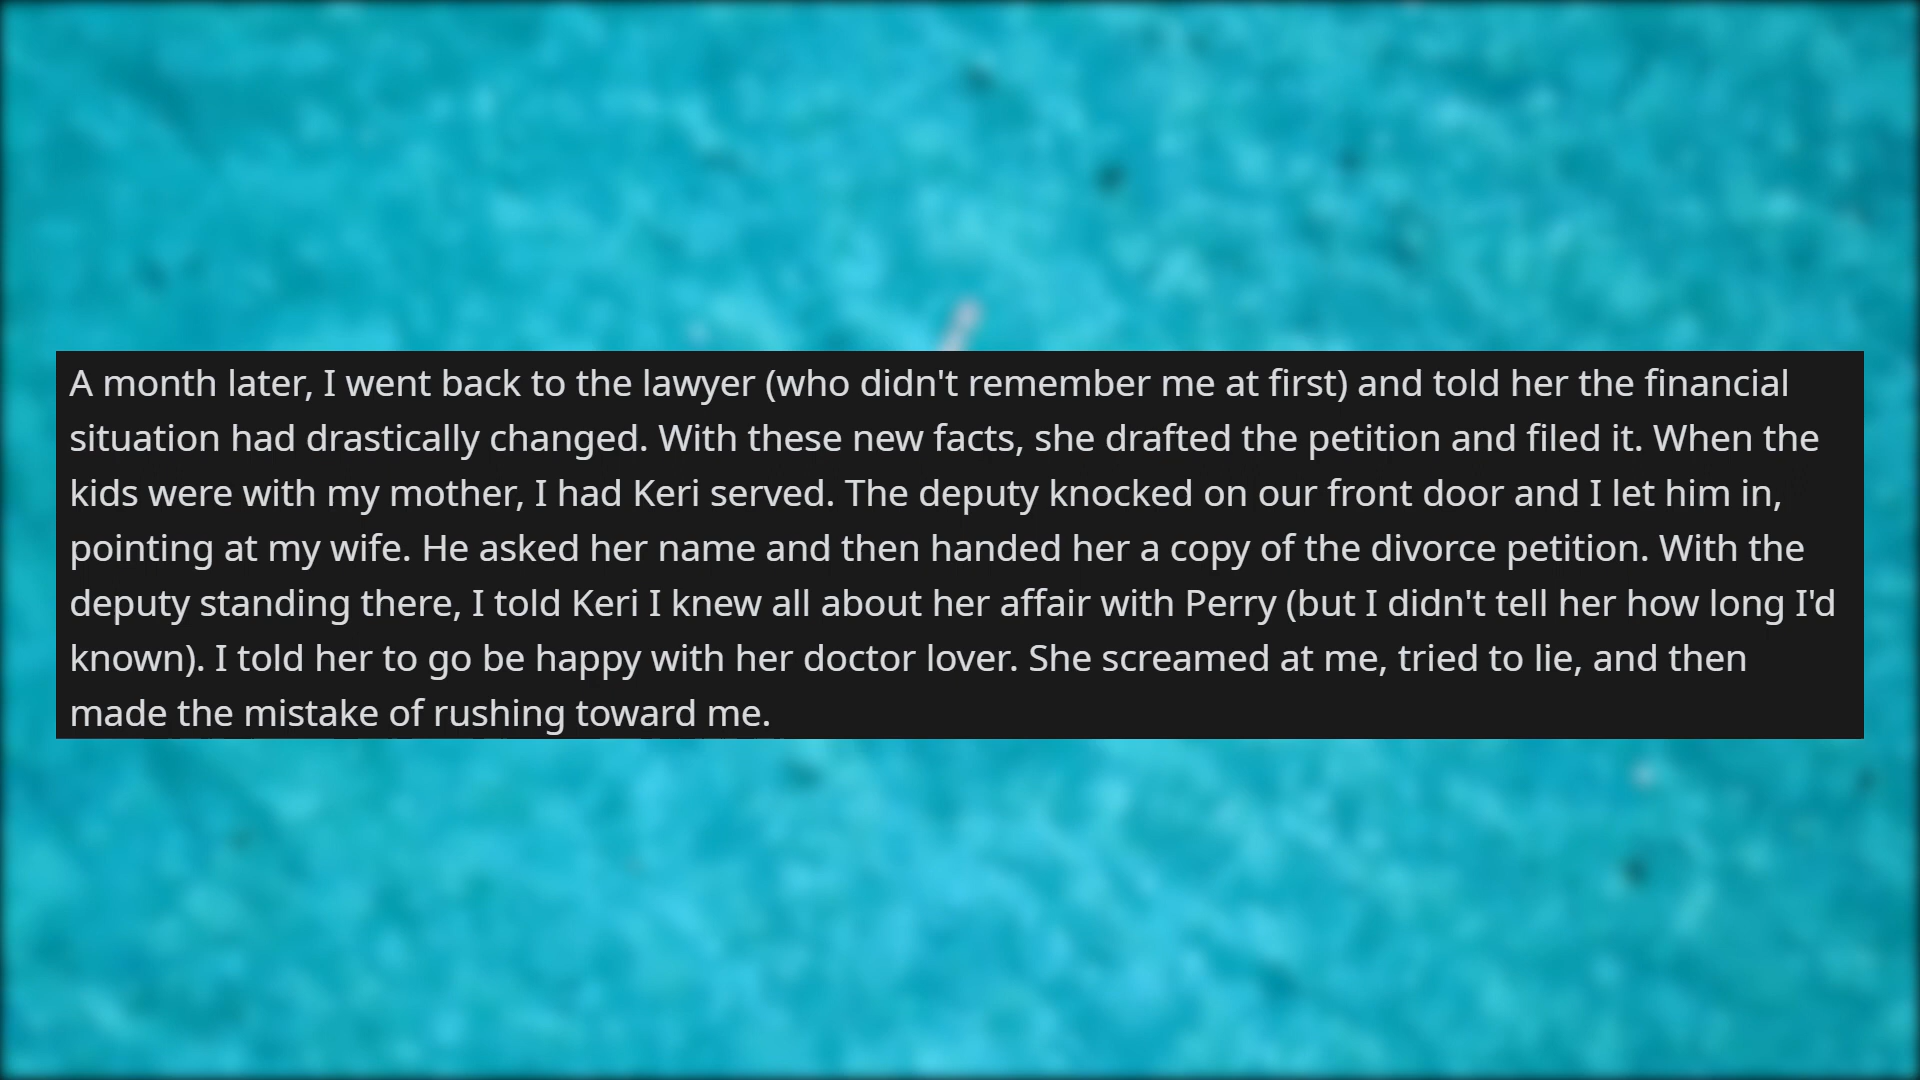 A month later, I went back to the lawyer (who didn't remember me at first) and told her the financial
situation had drastically changed. With these new facts, she drafted the petition and filed it. When the
kids were with my mother, I had Keri served. The deputy knocked on our front door and I let him in,
pointing at my wife. He asked her name and then handed her a copy of the divorce petition. With the
deputy standing there, I told Keri I knew all about her affair with Perry (but I didn't tell her how long I'd
known). I told her to go be happy with her doctor lover. She screamed at me, tried to lie, and then
made the mistake of rushing toward me.